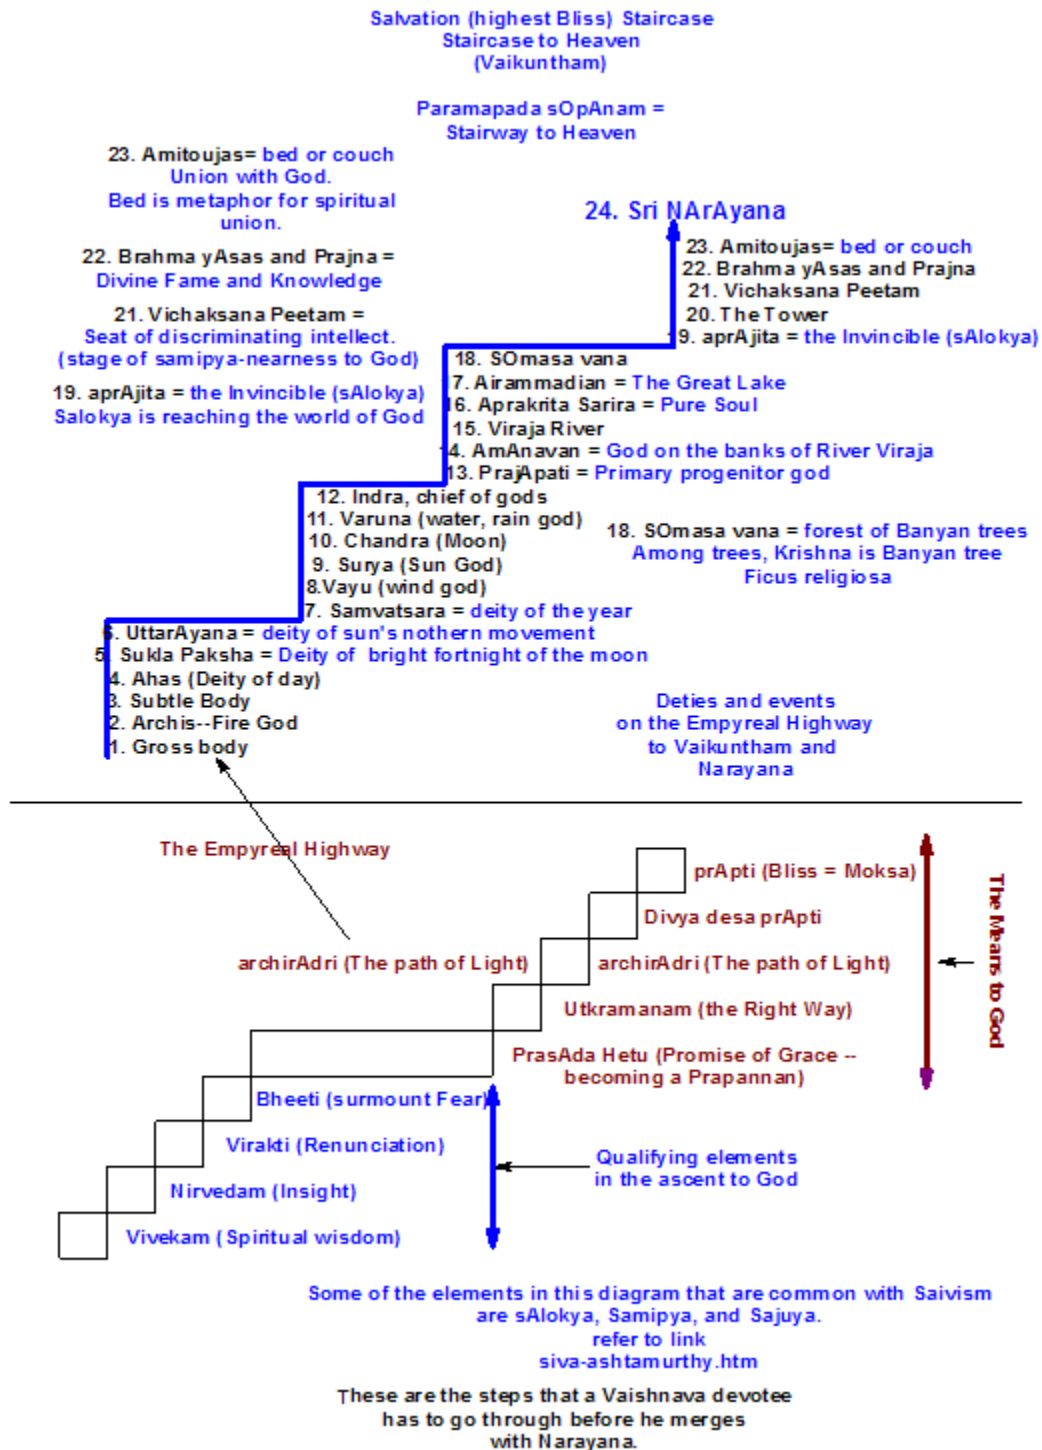 Salvation (highest Bliss) Staircase
Staircase to Heaven
(Vaikuntham)
Paramapada sOpAnam =
Stairway to Heaven
23. Amitoujas= bed or couch
Union with God.
Bed is metaphor for spiritual
union.
22. Brahma yAsas and Prajna =
Divine Fame and Knowledge
21. Vichaksana Peetam =
Seat of discriminating intellect.
(stage of samipya-nearness to God)
19. aprAjita = the Invincible (sAlokya)
Salokya is reaching the world of God
24. Sri NArAyana
23. Amitoujas= bed or couch
22. Brahma yAsas and Prajna
21. Vichaksana Peetam
20. The Tower
19. aprAjita = the Invincible (sAlokya)
18. SOmasa vana
17. Airammadian = The Great Lake
16. Aprakrita Sarira = Pure Soul
15. Viraja River
14. AmAnavan = God on the banks of River Viraja
13. PrajApati = Primary progenitor god
12. Indra, chief of gods
11. Varuna (water, rain god)
10. Chandra (Moon)
9. Surya (Sun God)
8.Vayu (wind god)
7. Samvatsara = deity of the year
6. UttarAyana = deity of sun's nothern movement
5. Sukla Paksha = Deity of bright fortnight of the moon
4. Ahas (Deity of day)
3. Subtle Body
2. Archis--Fire God
1. Gross body
18. SOmasa vana = forest of Banyan trees
Among trees, Krishna is Banyan tree
Ficus religiosa
Deties and events
on the Empyreal Highway
to Vaikuntham and
Narayana
The Empyreal Highway
archirAdri (The path of Light)
prApti (Bliss = Moksa)
Divya desa prApti
archirAdri (The path of Light)
Utkramanam (the Right Way)
PrasAda Hetu (Promise of Grace --
becoming a Prapannan)
The Means to God
Bheeti (surmount Fear)
Virakti (Renunciation)
Nirvedam (Insight)
Vivekam (Spiritual wisdom)
Qualifying elements
in the ascent to God
Some of the elements in this diagram that are common with Saivism
are sAlokya, Samipya, and Sajuya.
refer to link
siva-ashtamurthy.htm
These are the steps that a Vaishnava devotee
has to go through before he merges
with Narayana.